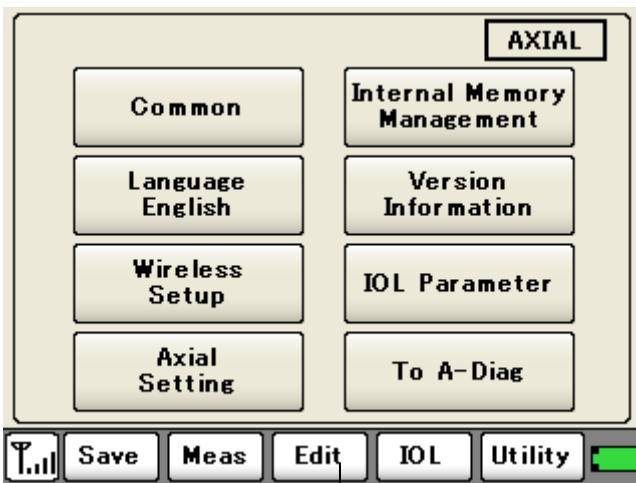 AXIAL
Common
Internal Memory
Management
Language
English
Version
Information
Wireless
Setup
IOL Parameter
Axial
Setting
To A-Diag
Save
Meas
Edit
IOL
Utility